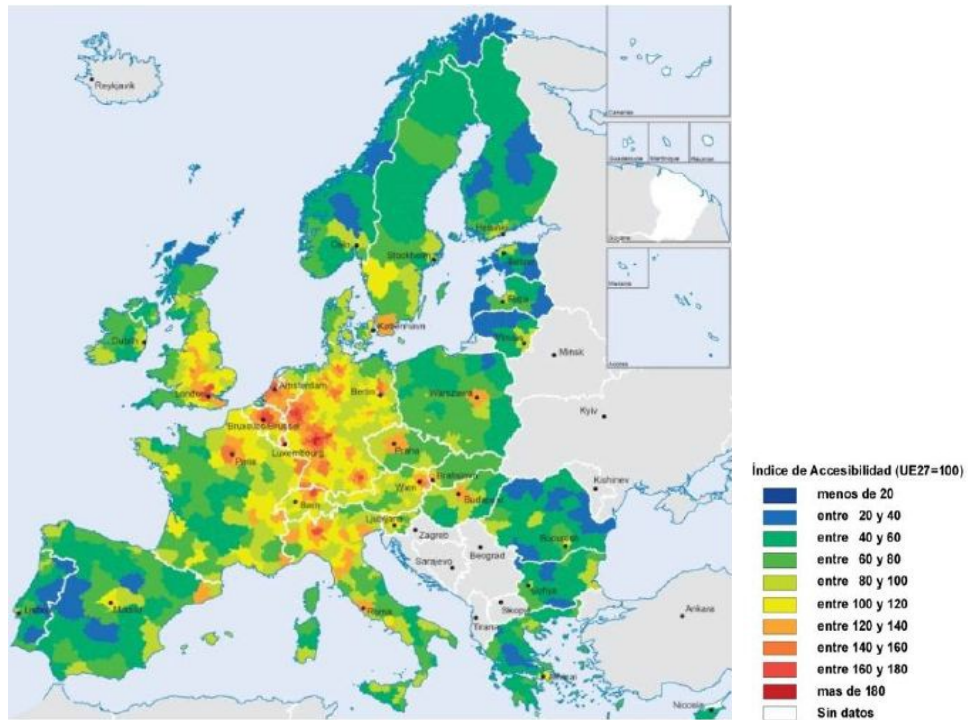 Reykjavik
Canarias
Guadeloupe
Martinique
Réunion
Guyane
Madeira
Azores
Oslo
Helsinki
Stockholm
Tallinn
Riga
København
Vilnius
Minsk
Dublin
London
Amsterdam
Berlin
Warszawa
Bruxelles/Brussel
Luxembourg
Praha
Kyiv
Paris
Wien
Bratislava
Budapest
Kishinev
Bern
Ljubljana
Zagreb
Beograd
Bucuresti
Sarajevo
Sofiya
Skopje
Roma
Tirana
Ankara
Madrid
Lisboa
Athinai
Nicosia
Índice de Accesibilidad (UE27=100)
menos de 20
entre 20 y 40
entre 40 y 60
entre 60 y 80
entre 80 y 100
entre 100 y 120
entre 120 y 140
entre 140 y 160
entre 160 y 180
mas de 180
Sin datos